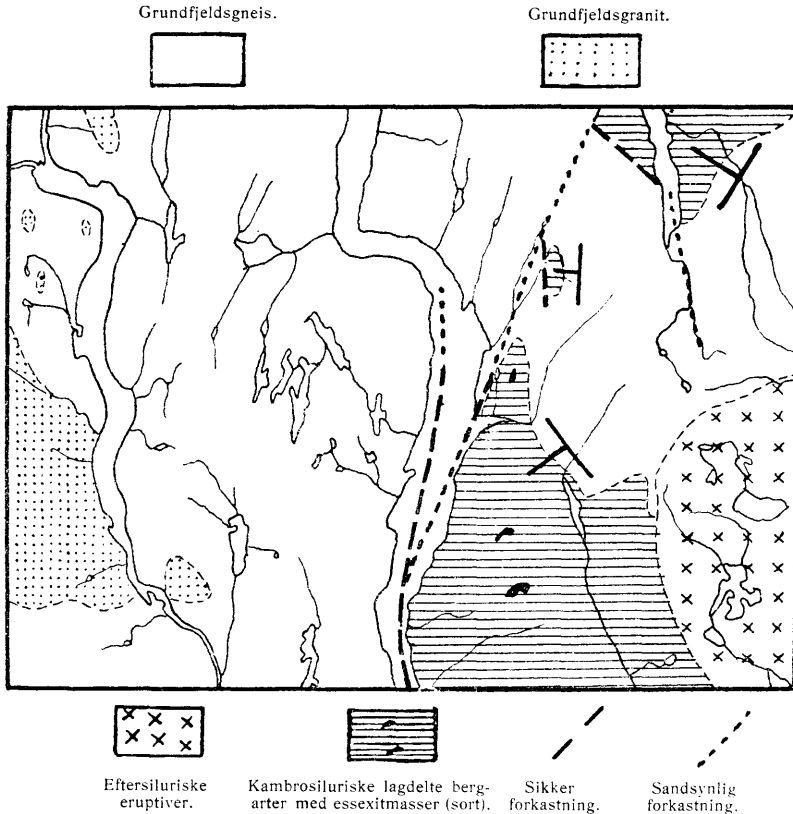 Grundfjeldsgneis.
Grundfjeldsgranit.
Eftersiluriske
eruptiver.
Kambrosiluriske lagdelte berg-
arter med essexitmasser (sort).
Sikker
forkastning.
Sandsynlig
forkastning.